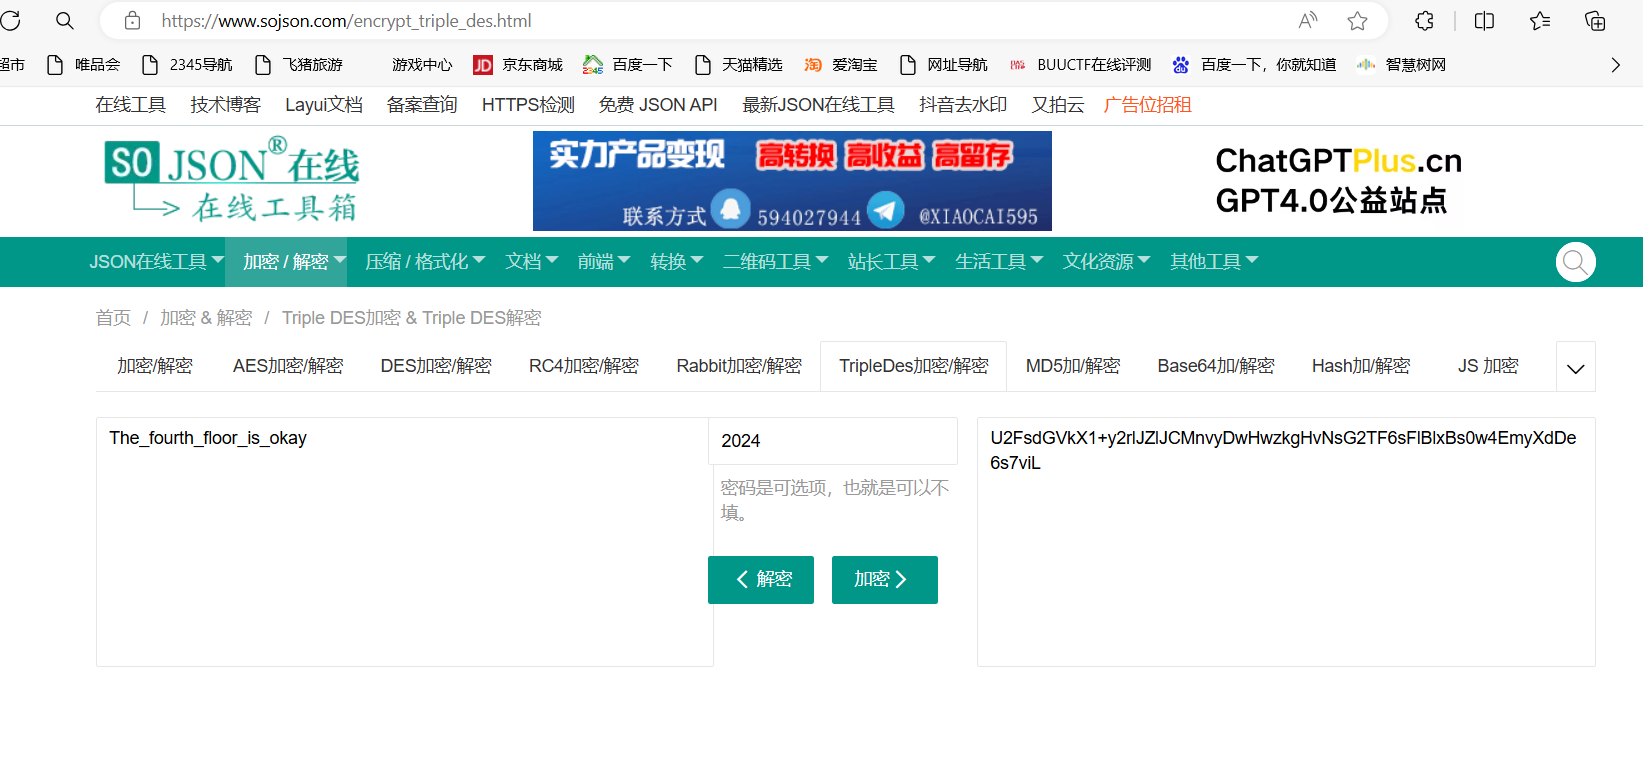 https://www.sojson.com/encrypt_triple_des.html
超市 唯品会 2345导航 飞猪旅游 游戏中心 JD 京东商城 2345 百度一下 天猫精选 淘 爱淘宝 网址导航 BUUCTF在线评测 百度一下，你就知道 智慧树网
在线工具 技术博客 Layui文档 备案查询 HTTPS检测 免费 JSON API 最新JSON在线工具 抖音去水印 又拍云 广告位招租
SO JSON®在线
在线工具箱
实力产品变现 高转换 高收益 高留存
联系方式 594027944 @XIAOCAI595
ChatGPTPlus.cn
GPT4.0公益站点
JSON在线工具 加密 / 解密 压缩 / 格式化 文档 前端 转换 二维码工具 站长工具 生活工具 文化资源 其他工具
首页 / 加密 & 解密 / Triple DES加密 & Triple DES解密
加密/解密 AES加密/解密 DES加密/解密 RC4加密/解密 Rabbit加密/解密 TripleDes加密/解密 MD5加/解密 Base64加/解密 Hash加/解密 JS 加密
The_fourth_floor_is_okay
2024
密码是可选项，也就是可以不
填。
解密 加密
U2FsdGVkX1+y2rlJZlJCMnvyDwHwzkgHvNsG2TF6sFlBlxBs0w4EmyXdDe
6s7viL